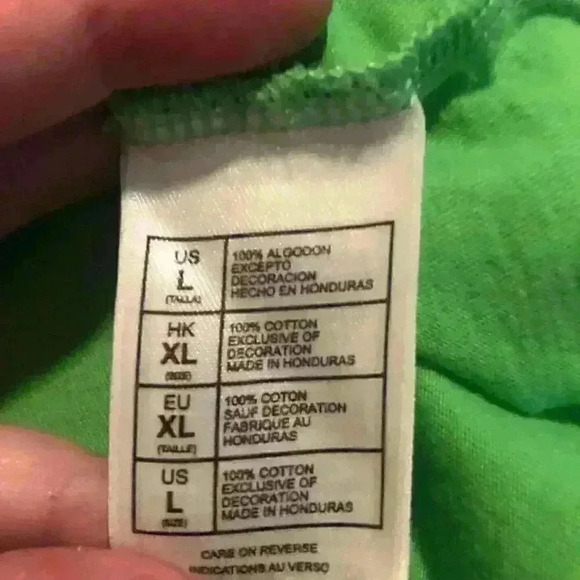 US
L
(TALLA)
100% ALGODON
EXCEPTO
DECORACION
HECHO EN HONDURAS
HK
XL
(SIZE)
100% COTTON
EXCLUSIVE OF
DECORATION
MADE IN HONDURAS
EU
XL
(TAILLE)
100% COTON
SAUF DECORATION
FABRIQUE AU
HONDURAS
US
L
(SIZE)
100% COTTON
EXCLUSIVE OF
DECORATION
MADE IN HONDURAS
CARE ON REVERSE
INDICATIONS AU VERSO